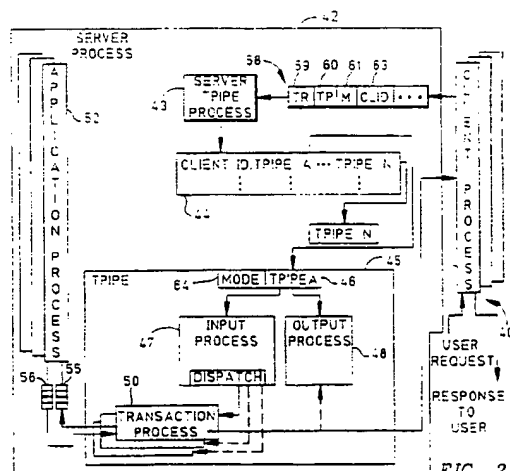 42
SERVER
PROCESS
APPLICATION PROCESS
52
43
SERVER
TPIPE
PROCESS
58
59
60
61
63
TR TP M CLID •••
CLIENT PROCESS
CLIENT ID. TPIPE A ••• TPIPE N
44
TPIPE N
45
TPIPE
64
MODE TPIPEA
46
47
INPUT
PROCESS
DISPATCH
OUTPUT
PROCESS
48
50
TRANSACTION
PROCESS
56
55
40
USER
REQUEST
RESPONSE
TO
USER
FIG. 2